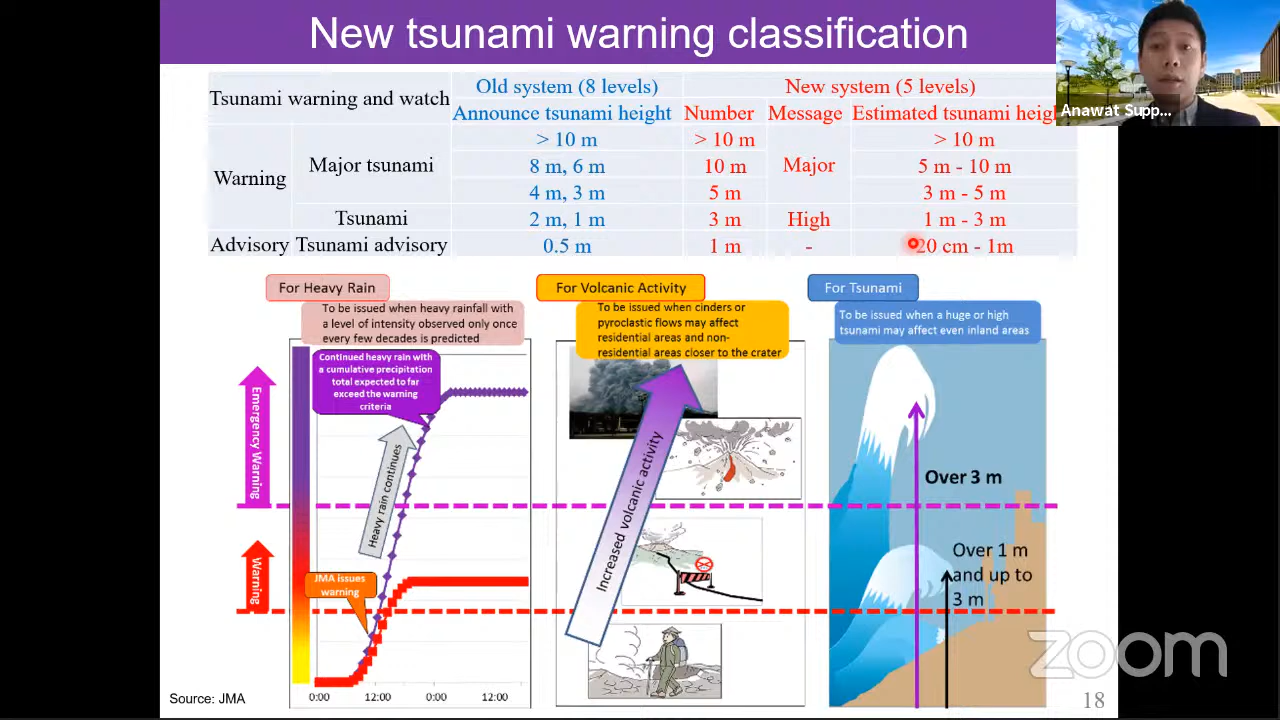 New tsunami warning classification
Anawat Supp...
Tsunami warning and watch
Old system (8 levels)
New system (5 levels)
Announce tsunami height
Number
Message
Estimated tsunami heigh
Warning
Major tsunami
> 10 m
> 10 m
Major
> 10 m
8 m, 6 m
10 m
5 m - 10 m
4 m, 3 m
5 m
3 m - 5 m
Tsunami
2 m, 1 m
3 m
High
1 m - 3 m
Advisory
Tsunami advisory
0.5 m
1 m
-
20 cm - 1m
For Heavy Rain
To be issued when heavy rainfall with
a level of intensity observed only once
every few decades is predicted
Continued heavy rain with
a cumulative precipitation
total expected to far
exceed the warning
criteria
Heavy rain continues
JMA issues
warning
Emergency Warning
Warning
0:00
12:00
0:00
12:00
For Volcanic Activity
To be issued when cinders or
pyroclastic flows may affect
residential areas and non-
residential areas closer to the crater
Increased volcanic activity
For Tsunami
To be issued when a huge or high
tsunami may affect even inland areas
Over 3 m
Over 1 m
and up to
3 m
Source: JMA
zoom
18